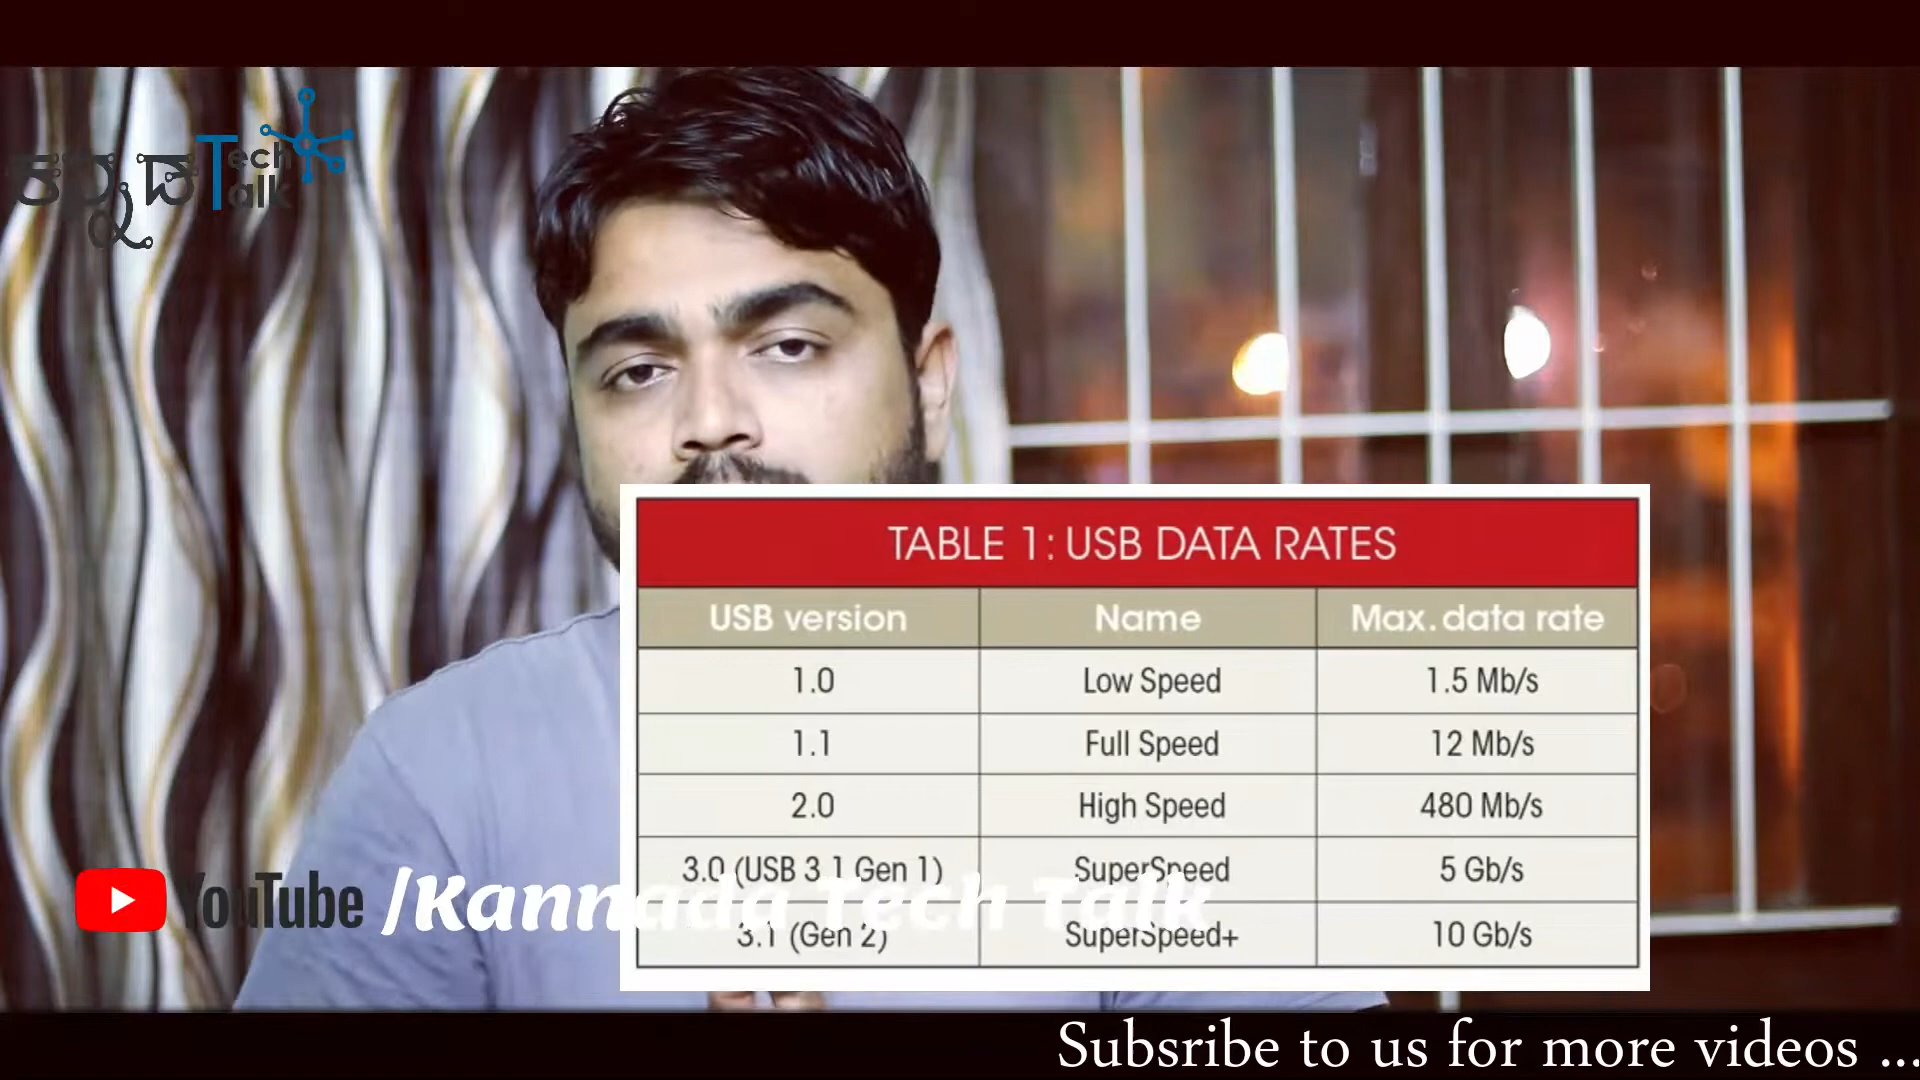 ಕನ್ನಡ Tech Talk
TABLE 1: USB DATA RATES
USB version Name Max. data rate
1.0 Low Speed 1.5 Mb/s
1.1 Full Speed 12 Mb/s
2.0 High Speed 480 Mb/s
3.0 (USB 3.1 Gen 1) SuperSpeed 5 Gb/s
3.1 (Gen 2) SuperSpeed+ 10 Gb/s
YouTube /Kannada Tech Talk
Subsribe to us for more videos ...